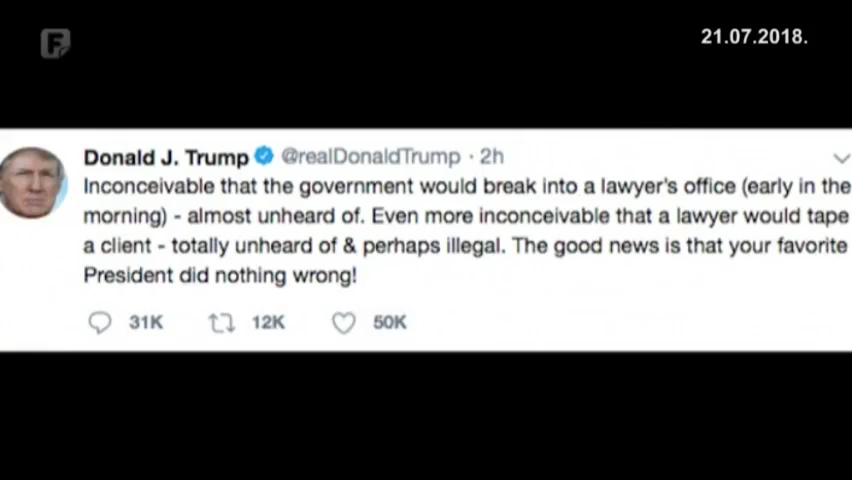 F
21.07.2018.
Donald J. Trump @realDonaldTrump · 2h
Inconceivable that the government would break into a lawyer's office (early in the
morning) - almost unheard of. Even more inconceivable that a lawyer would tape
a client - totally unheard of & perhaps illegal. The good news is that your favorite
President did nothing wrong!
31K 12K 50K